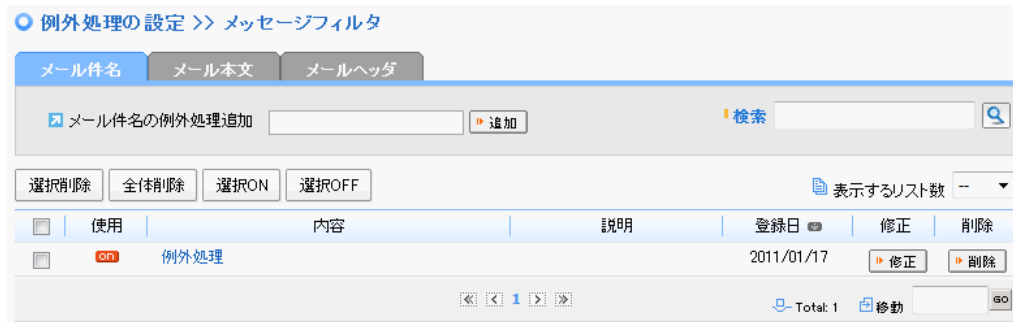 例外処理の設定 >> メッセージフィルタ
メール件名 メール本文 メールヘッダ
メール件名の例外処理追加 追加 検索
選択削除 全体削除 選択ON 選択OFF 表示するリスト数 --
使用 内容 説明 登録日 修正 削除
on 例外処理 2011/01/17 修正 削除
1 Total: 1 移動 GO